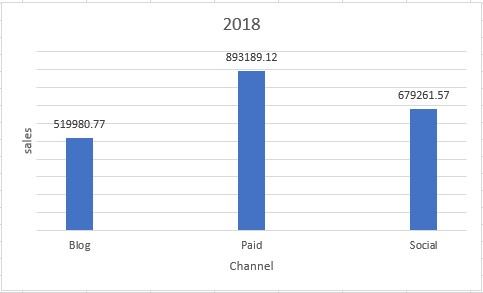 2018
893189.12
679261.57
519980.77
sales
Blog Paid Social
Channel